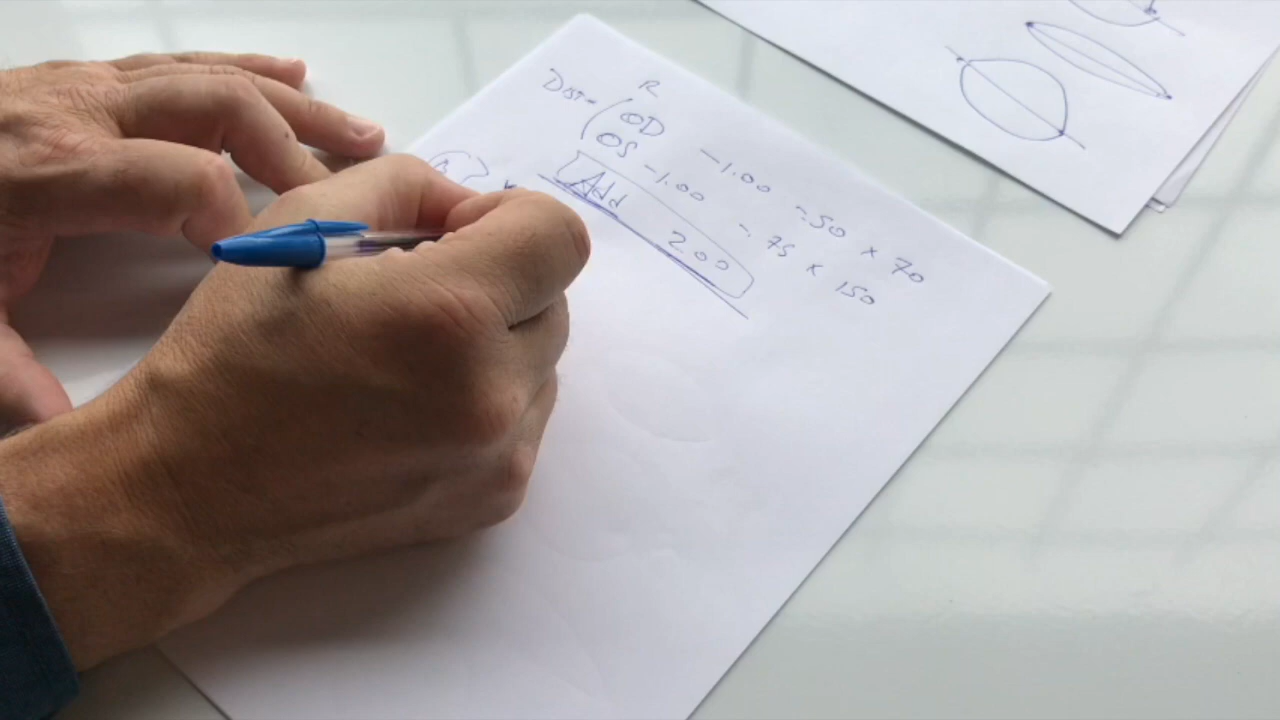 R
Dist- OD -1.00 -.50 x 70
OS -1.00 -.75 x 150
Add 2.00